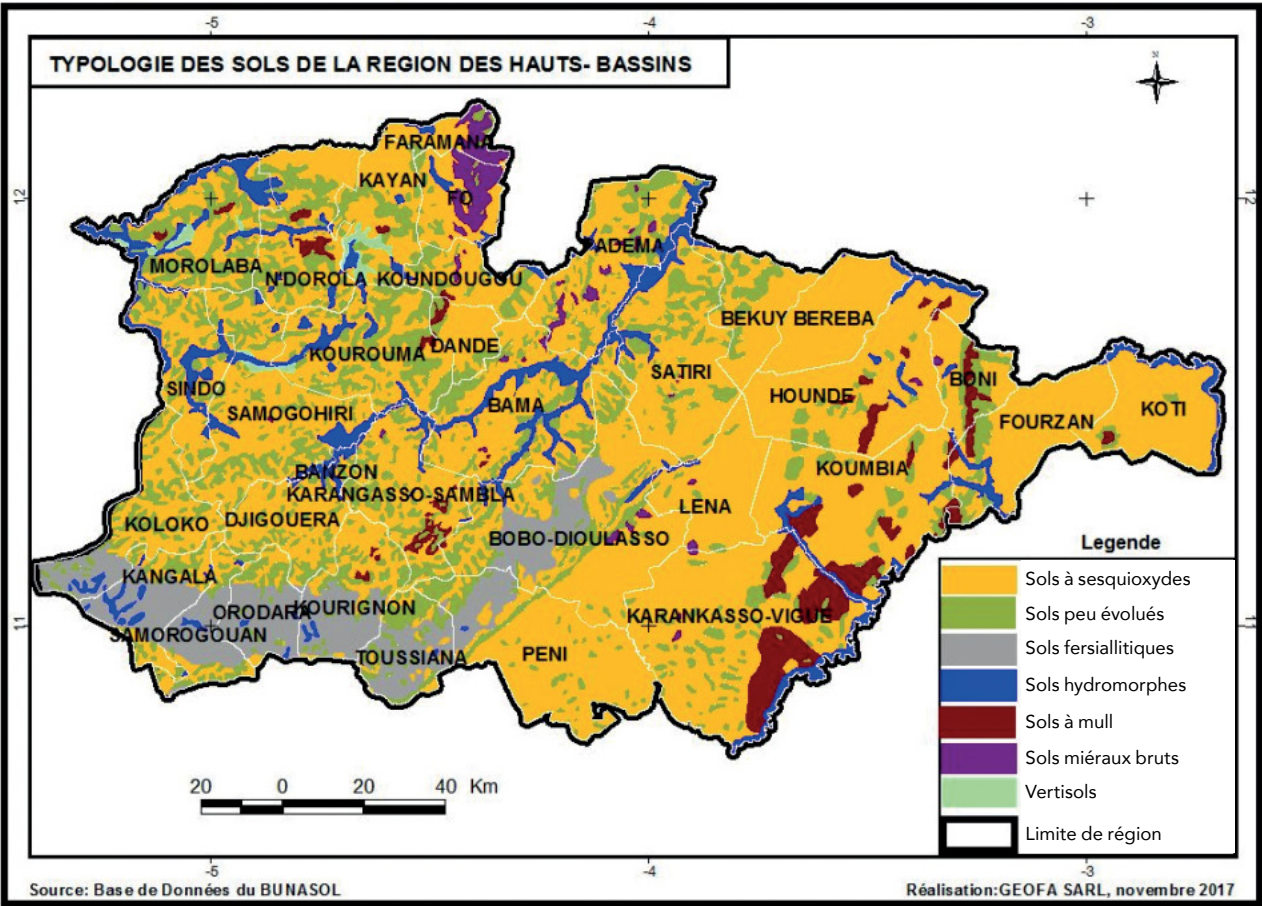 -5 -4 -3
TYPOLOGIE DES SOLS DE LA REGION DES HAUTS- BASSINS
N
FARAMANA
KAYAN
FO
12 12
PADEMA
MOROLABA
N'DOROLA KOUNDOUGOU
BEKUY BEREBA
DANDE
KOUROUMA
SATIRI
BONI
SINDO
HOUNDE
BAMA
SAMOGOHIRI
KOTI
FOURZAN
BANZON
KOUMBIA
KARANGASSO-SAMBLA
LENA
KOLOKO DJIGOUERA
BOBO-DIOULASSO
Legende
KANGALA
Sols à sesquioxydes
ORODARA KOURIGNON
Sols peu évolués
KARANKASSO-VIGUE
11 11
SAMOROGOUAN
Sols fersiallitiques
TOUSSIANA PENI
Sols hydromorphes
Sols à mull
Sols miéraux bruts
20 0 20 40 Km
Vertisols
Limite de région
-5 -4 -3
Source: Base de Données du BUNASOL
Réalisation:GEOFA SARL, novembre 2017